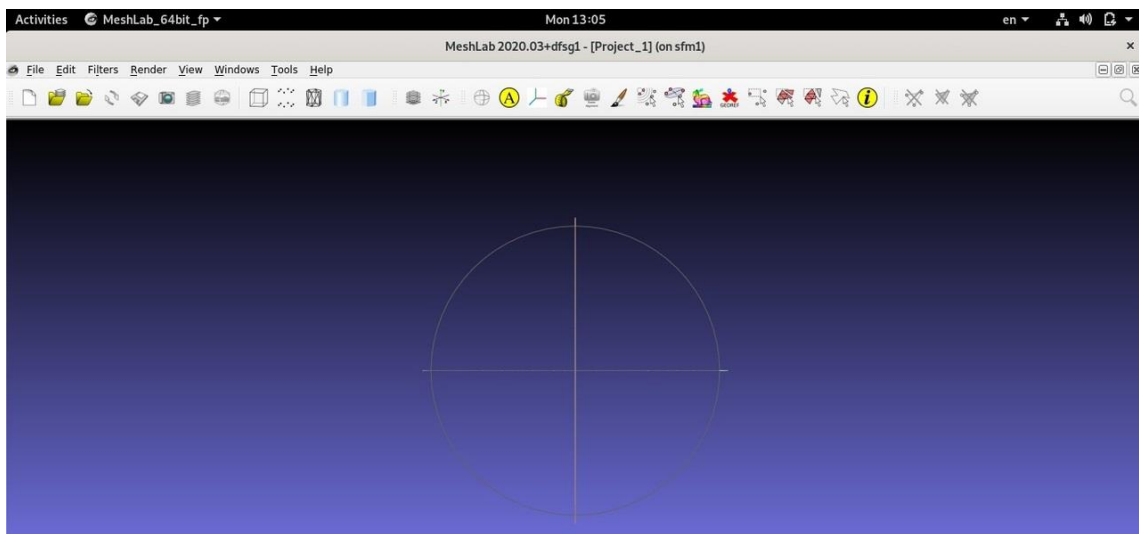 Activities MeshLab_64bit_fp Mon 13:05 en
MeshLab 2020.03+dfsg1 - [Project_1] (on sfm1)
File Edit Filters Render View Windows Tools Help
A GEOREF i